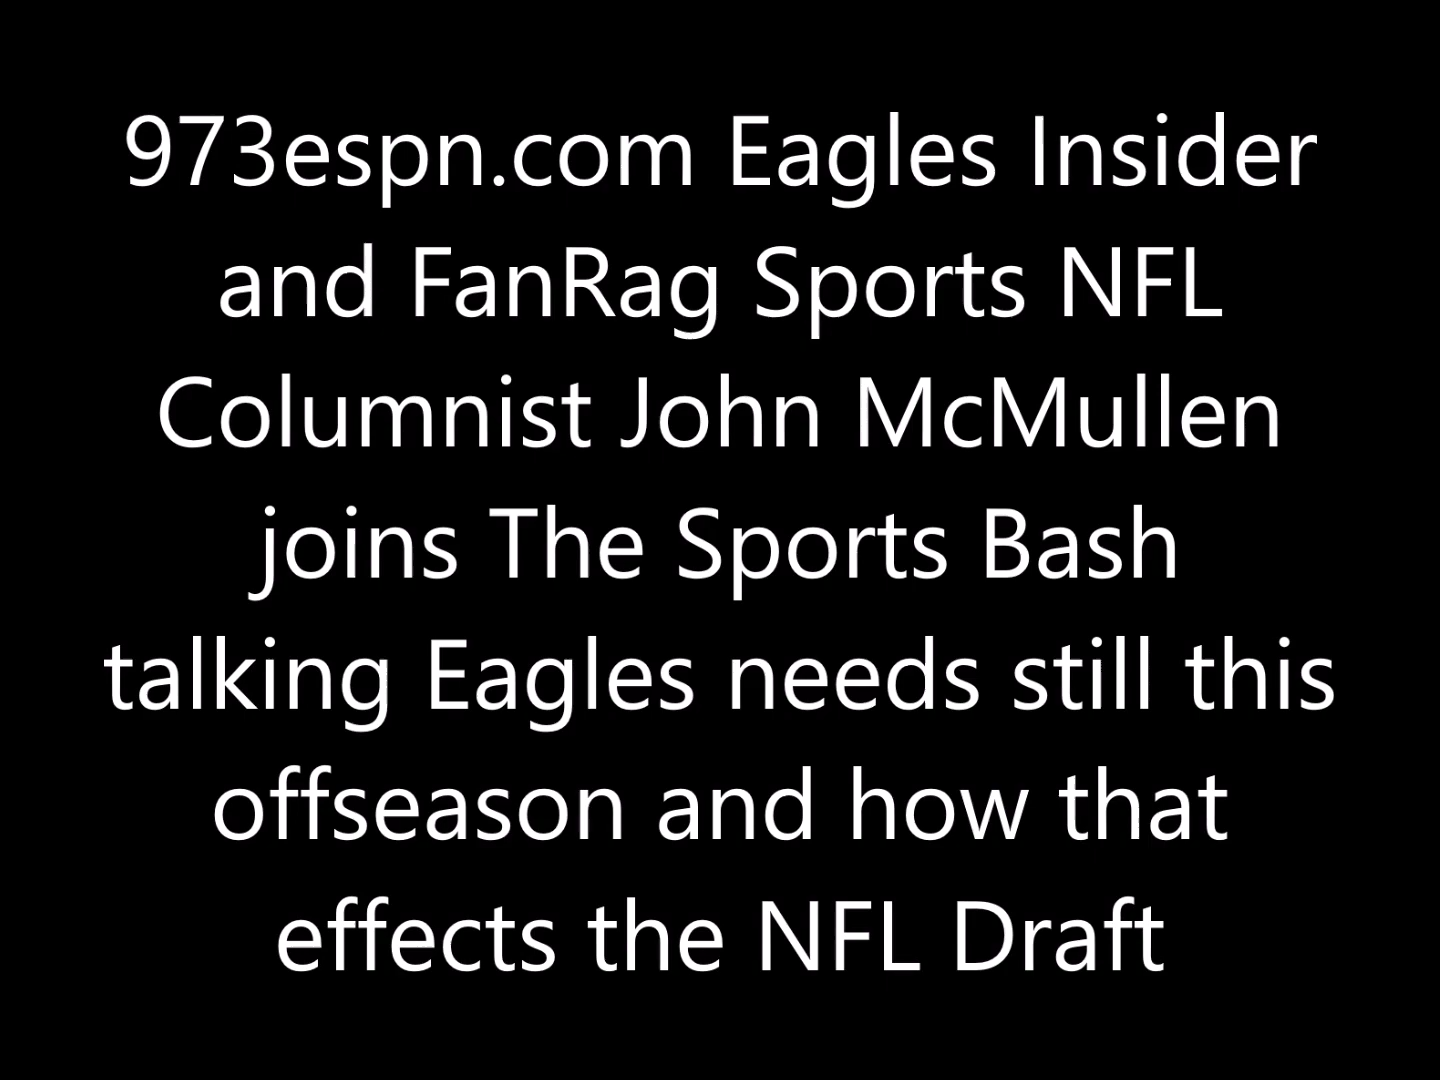 973espn.com Eagles Insider
and FanRag Sports NFL
Columnist John McMullen
joins The Sports Bash
talking Eagles needs still this
offseason and how that
effects the NFL Draft